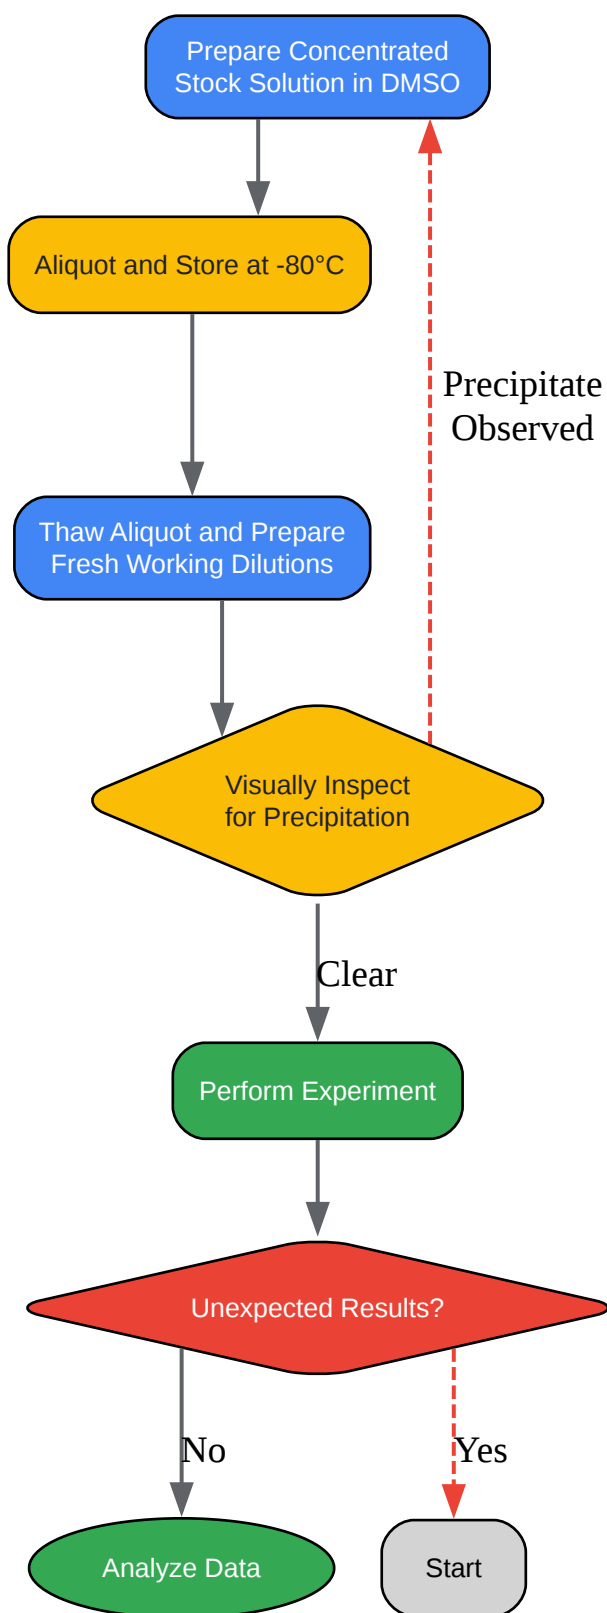 Prepare Concentrated
Stock Solution in DMSO
Aliquot and Store at -80°C
Precipitate
Observed
Thaw Aliquot and Prepare
Fresh Working Dilutions
Visually Inspect
for Precipitation
Clear
Perform Experiment
Unexpected Results?
No
Yes
Analyze Data
Start